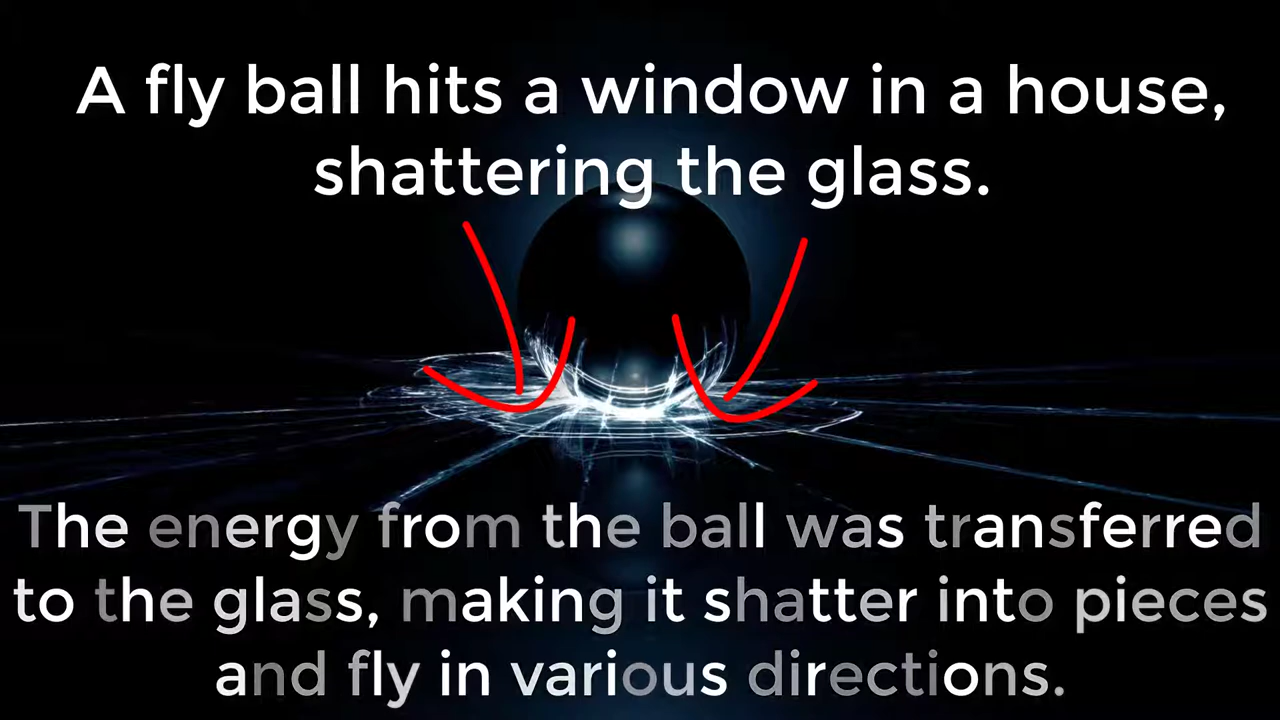 A fly ball hits a window in a house,
shattering the glass.
The energy from the ball was transferred
to the glass, making it shatter into pieces
and fly in various directions.